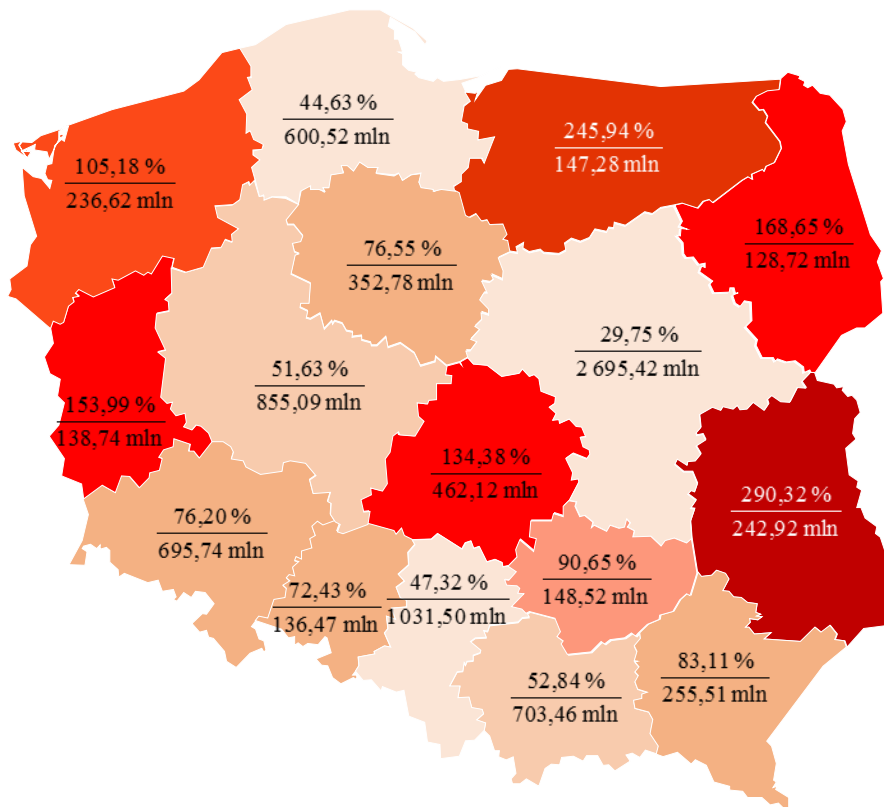 44,63 %
600,52 mln
245,94 %
147,28 mln
105,18 %
236,62 mln
168,65 %
128,72 mln
76,55 %
352,78 mln
29,75 %
2 695,42 mln
51,63 %
855,09 mln
153,99 %
138,74 mln
134,38 %
462,12 mln
290,32 %
242,92 mln
76,20 %
695,74 mln
72,43 %
136,47 mln
47,32 %
1031,50 mln
90,65 %
148,52 mln
52,84 %
703,46 mln
83,11 %
255,51 mln